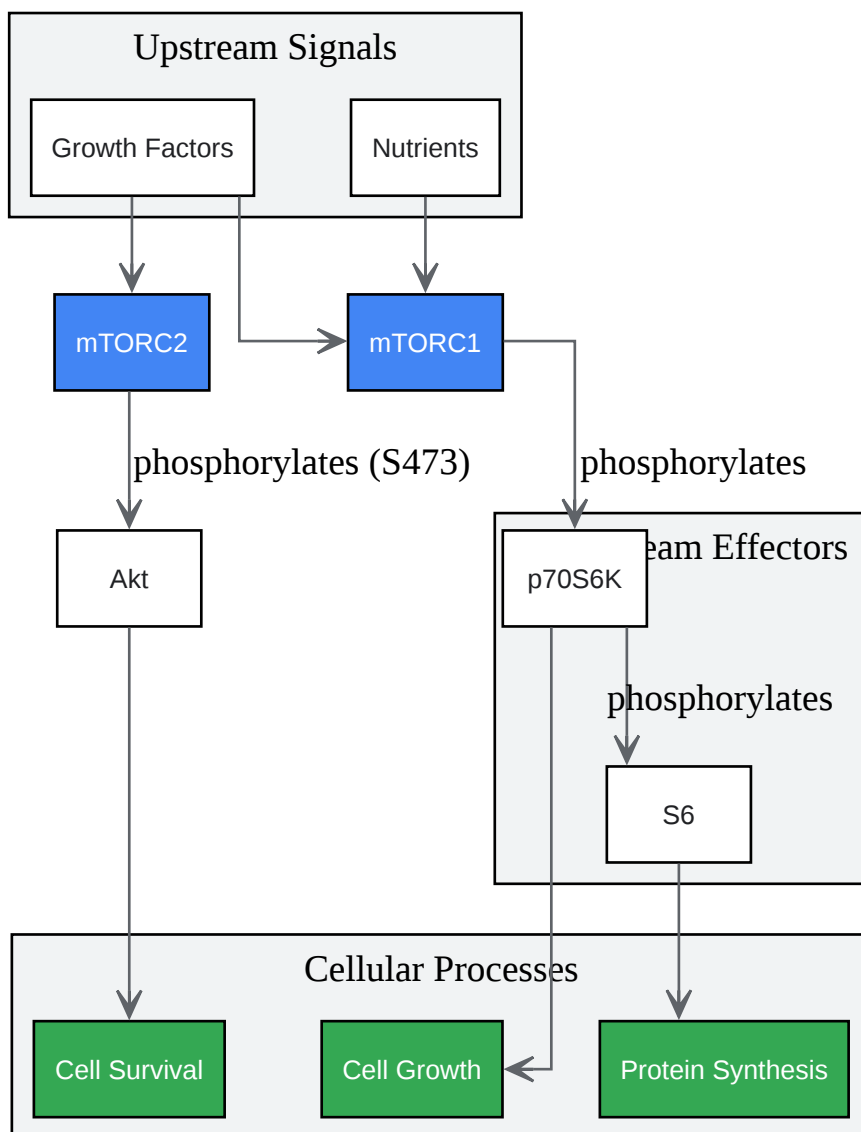 Upstream Signals
Growth Factors
Nutrients
mTORC2
mTORC1
phosphorylates (S473)
phosphorylates
eam Effectors
Akt
p70S6K
phosphorylates
S6
Cellular Processes
Cell Survival
Cell Growth
Protein Synthesis